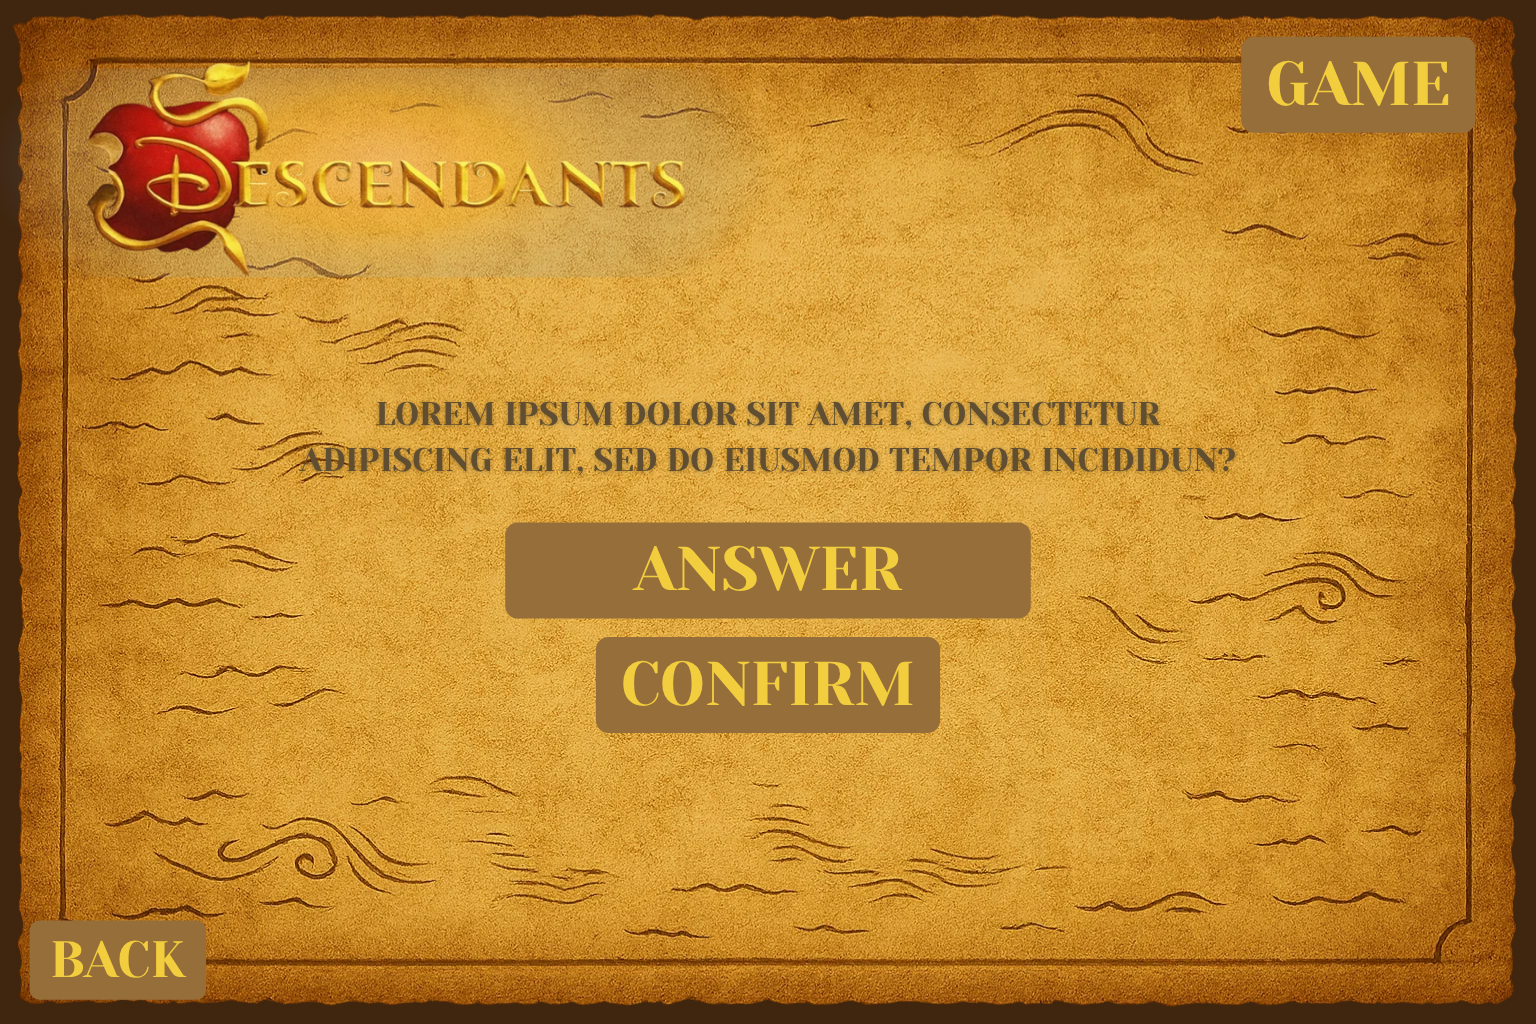 GAME
DESCENDANTS
LOREM IPSUM DOLOR SIT AMET, CONSECTETUR
ADIPISCING ELIT, SED DO EIUSMOD TEMPOR INCIDIDUN?
ANSWER
CONFIRM
BACK